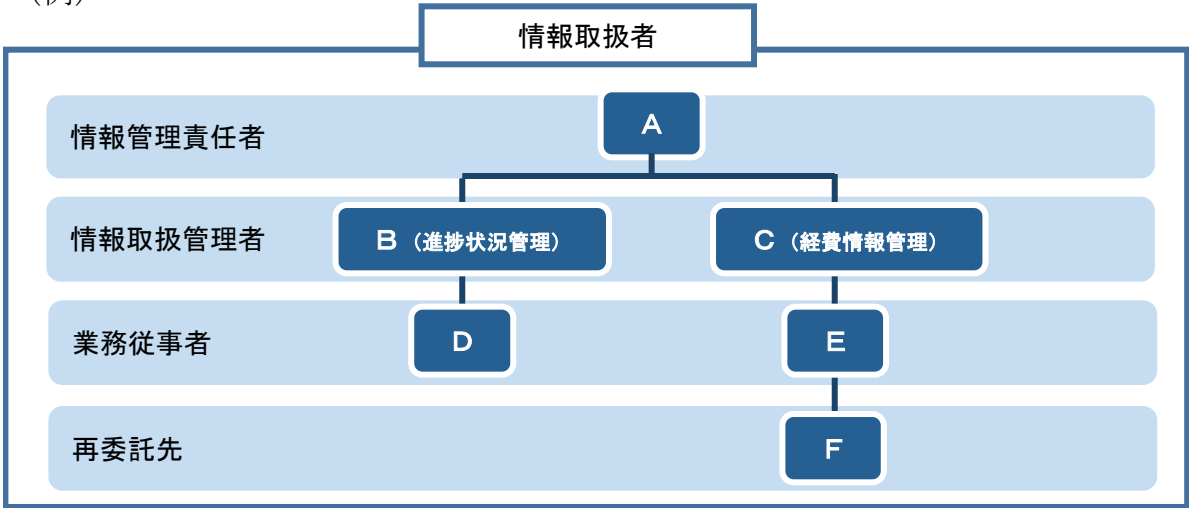 （例）
情報取扱者
情報管理責任者
A
情報取扱管理者
B（進捗状況管理）
C（経費情報管理）
業務従事者
D
E
再委託先
F